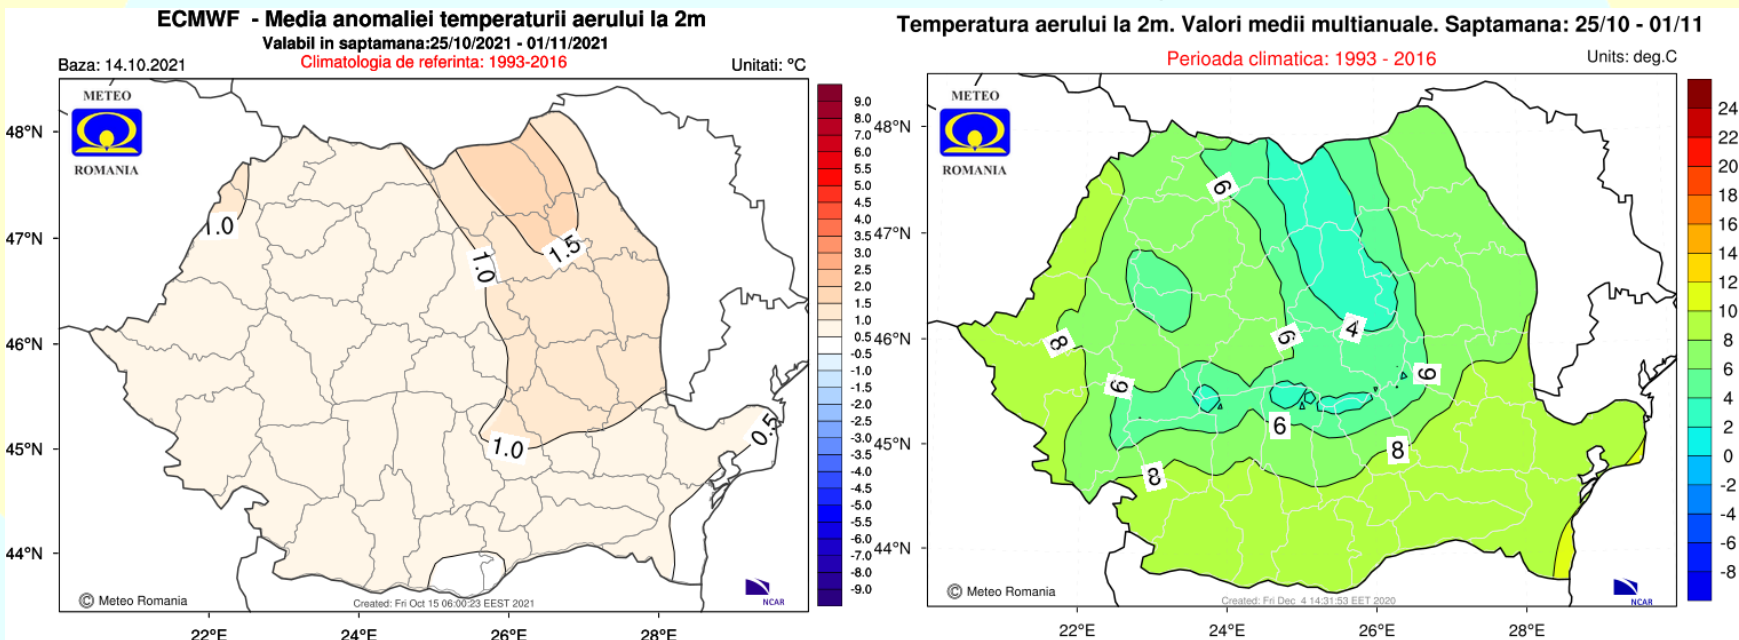 ECMWF - Media anomaliei temperaturii aerului la 2m
Valabil in saptamana:25/10/2021 - 01/11/2021
Climatologia de referinta: 1993-2016
Baza: 14.10.2021
Unitati: °C
METEO
ROMANIA
48°N
47°N
46°N
45°N
44°N
1.0
1.0
1.5
1.0
0.5
9.0
8.0
7.0
6.0
5.5
5.0
4.5
4.0
3.5
3.0
2.5
2.0
1.5
1.0
0.5
-0.5
-1.0
-1.5
-2.0
-2.5
-3.0
-3.5
-4.0
-4.5
-5.0
-5.5
-6.0
-7.0
-8.0
-9.0
© Meteo Romania
Created: Fri Oct 15 06:00:23 EEST 2021
NCAR
22°E
24°E
26°E
28°E
Temperatura aerului la 2m. Valori medii multianuale. Saptamana: 25/10 - 01/11
Perioada climatica: 1993 - 2016
Units: deg.C
METEO
ROMANIA
48°N
47°N
46°N
45°N
44°N
6
8
6
4
6
6
6
8
8
24
22
20
18
16
14
12
10
8
6
4
2
0
-2
-4
-6
-8
© Meteo Romania
Created: Fri Dec 4 14:31:53 EET 2020
NCAR
22°E
24°E
26°E
28°E